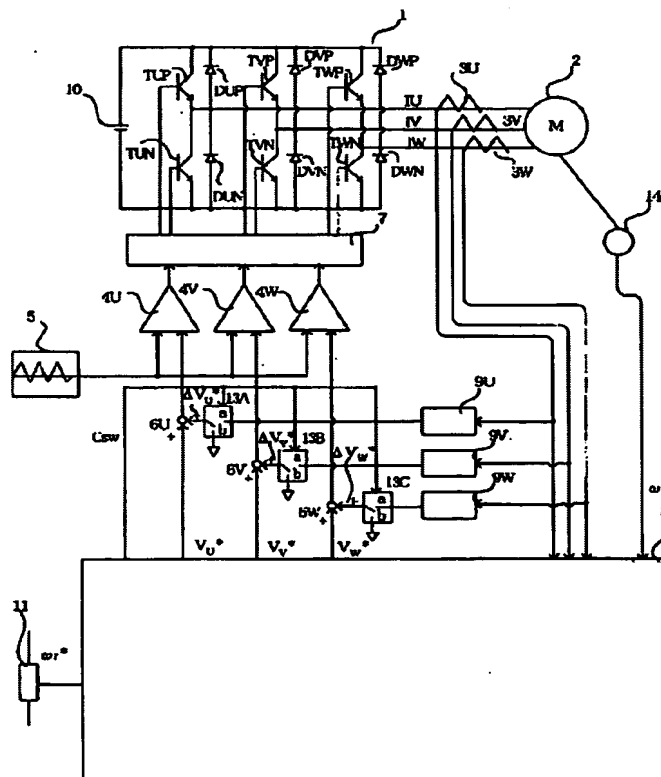 1
TUP
DUP
TVP
DVP
TWP
DWP
3U
2
10
IU
IV
3V
M
IW
3W
TUN
DUN
TVN
DVN
TWN
DWN
14
7
4U
4V
4W
5
ΔVU*
13A
9U
a
b
6U
+
Csw
ΔVV*
13B
9V
a
b
6V
+
ΔVW*
13C
9W
a
b
6W
+
+
VU*
VV*
VW*
ω
11
ωr*